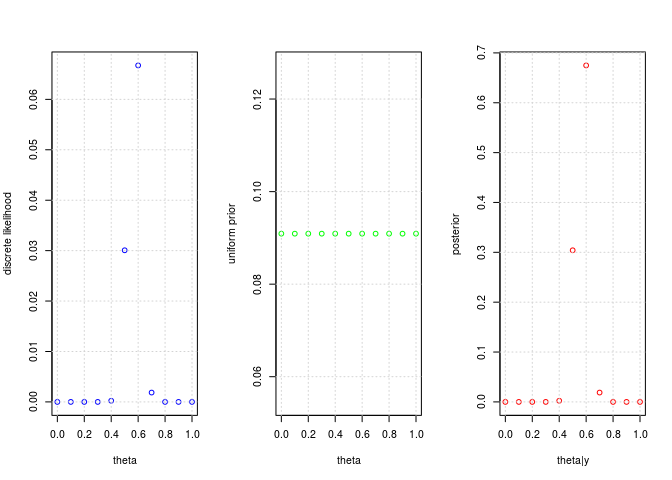 discrete likelihood
0.00 0.01 0.02 0.03 0.04 0.05 0.06
0.0 0.2 0.4 0.6 0.8 1.0
theta
uniform prior
0.06 0.08 0.10 0.12
0.0 0.2 0.4 0.6 0.8 1.0
theta
posterior
0.0 0.1 0.2 0.3 0.4 0.5 0.6 0.7
0.0 0.2 0.4 0.6 0.8 1.0
theta|y